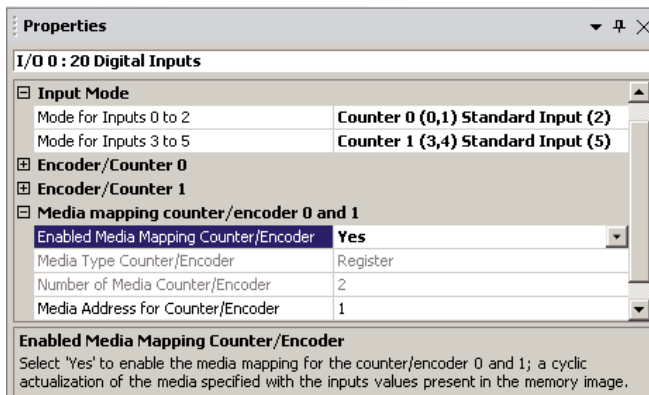 Properties
I/O 0 : 20 Digital Inputs
Input Mode
Mode for Inputs 0 to 2 Counter 0 (0,1) Standard Input (2)
Mode for Inputs 3 to 5 Counter 1 (3,4) Standard Input (5)
Encoder/Counter 0
Encoder/Counter 1
Media mapping counter/encoder 0 and 1
Enabled Media Mapping Counter/Encoder Yes
Media Type Counter/Encoder Register
Number of Media Counter/Encoder 2
Media Address for Counter/Encoder 1
Enabled Media Mapping Counter/Encoder
Select 'Yes' to enable the media mapping for the counter/encoder 0 and 1; a cyclic
actualization of the media specified with the inputs values present in the memory image.